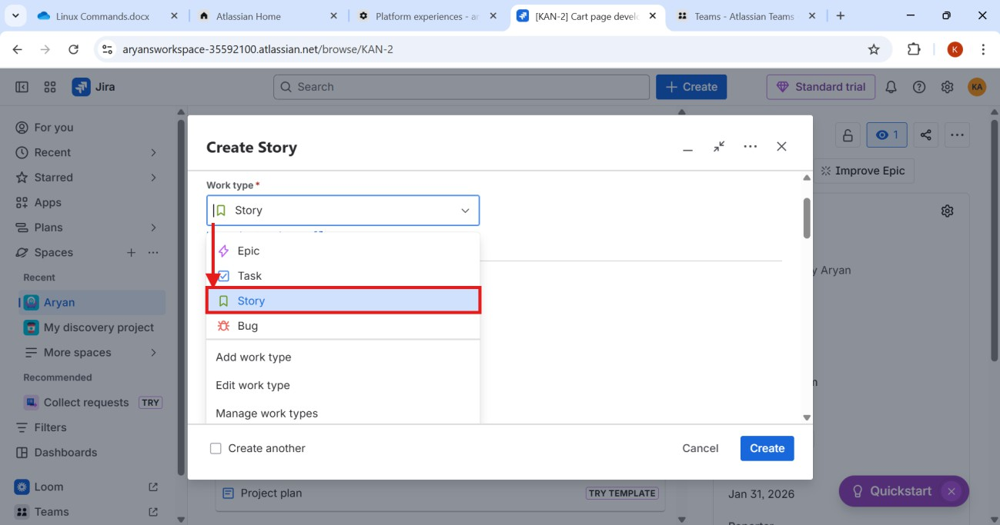 Linux Commands.docx
Atlassian Home
Platform experiences - a
[KAN-2] Cart page devel
Teams - Atlassian Teams
aryansworkspace-35592100.atlassian.net/browse/KAN-2
K
Jira
Search
Create
Standard trial
KA
For you
Recent
Starred
Apps
Plans
Spaces
Recent
Aryan
My discovery project
More spaces
Recommended
Collect requests TRY
Filters
Dashboards
Loom
Teams
1
Improve Epic
y Aryan
Create Story
Work type *
Story
Epic
Task
Story
Bug
Add work type
Edit work type
Manage work types
Create another
Cancel
Create
Project plan
TRY TEMPLATE
Jan 31, 2026
Quickstart